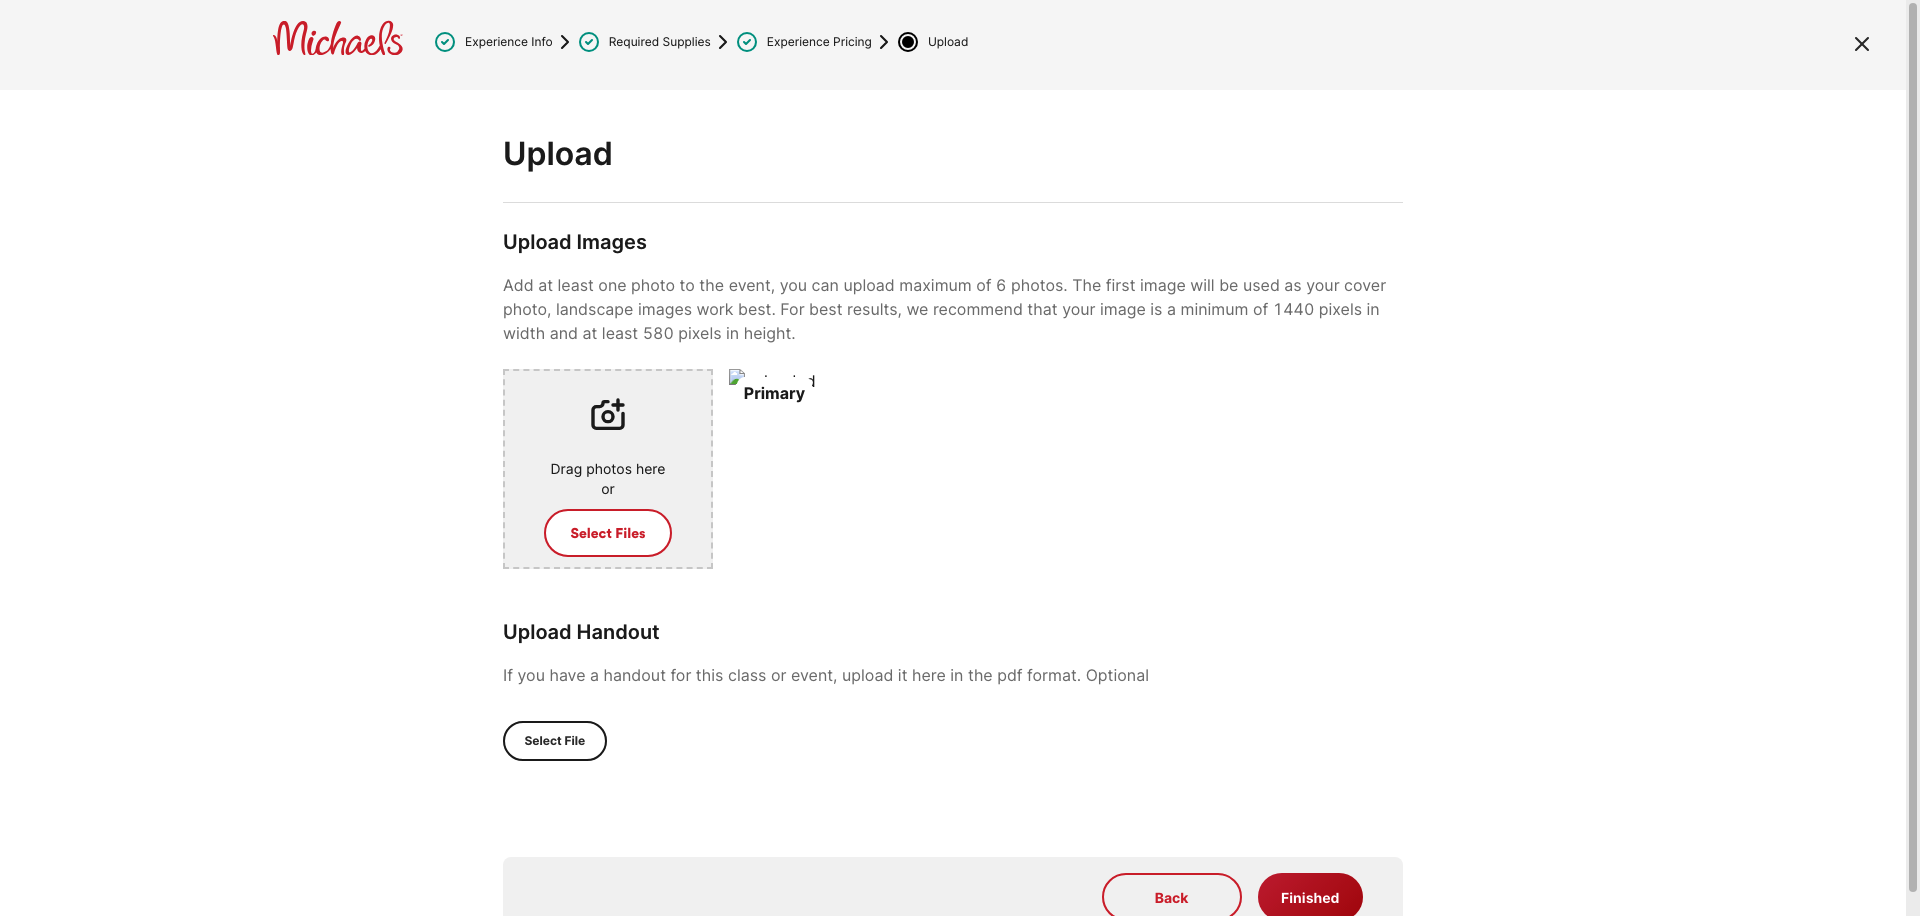 Michaels
Experience Info
Required Supplies
Experience Pricing
Upload
Upload
Upload Images
Add at least one photo to the event, you can upload maximum of 6 photos. The first image will be used as your cover
photo, landscape images work best. For best results, we recommend that your image is a minimum of 1440 pixels in
width and at least 580 pixels in height.
Primary
Drag photos here
or
Select Files
Upload Handout
If you have a handout for this class or event, upload it here in the pdf format. Optional
Select File
Back
Finished